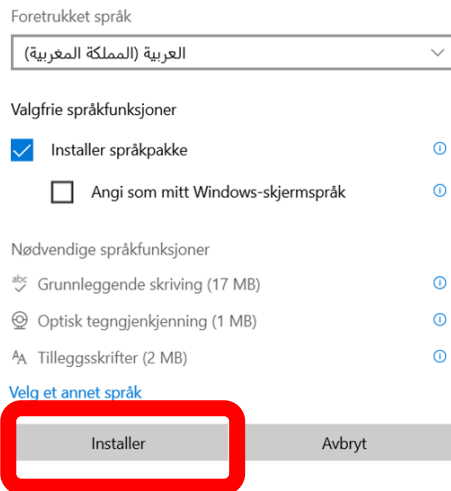 Foretrukket språk
العربية (المملكة المغربية)
Valgfrie språkfunksjoner
Installer språkpakke
Angi som mitt Windows-skjermspråk
Nødvendige språkfunksjoner
abc Grunnleggende skriving (17 MB)
Optisk tegngjenkjenning (1 MB)
Tilleggsskrifter (2 MB)
Velg et annet språk
Installer Avbryt